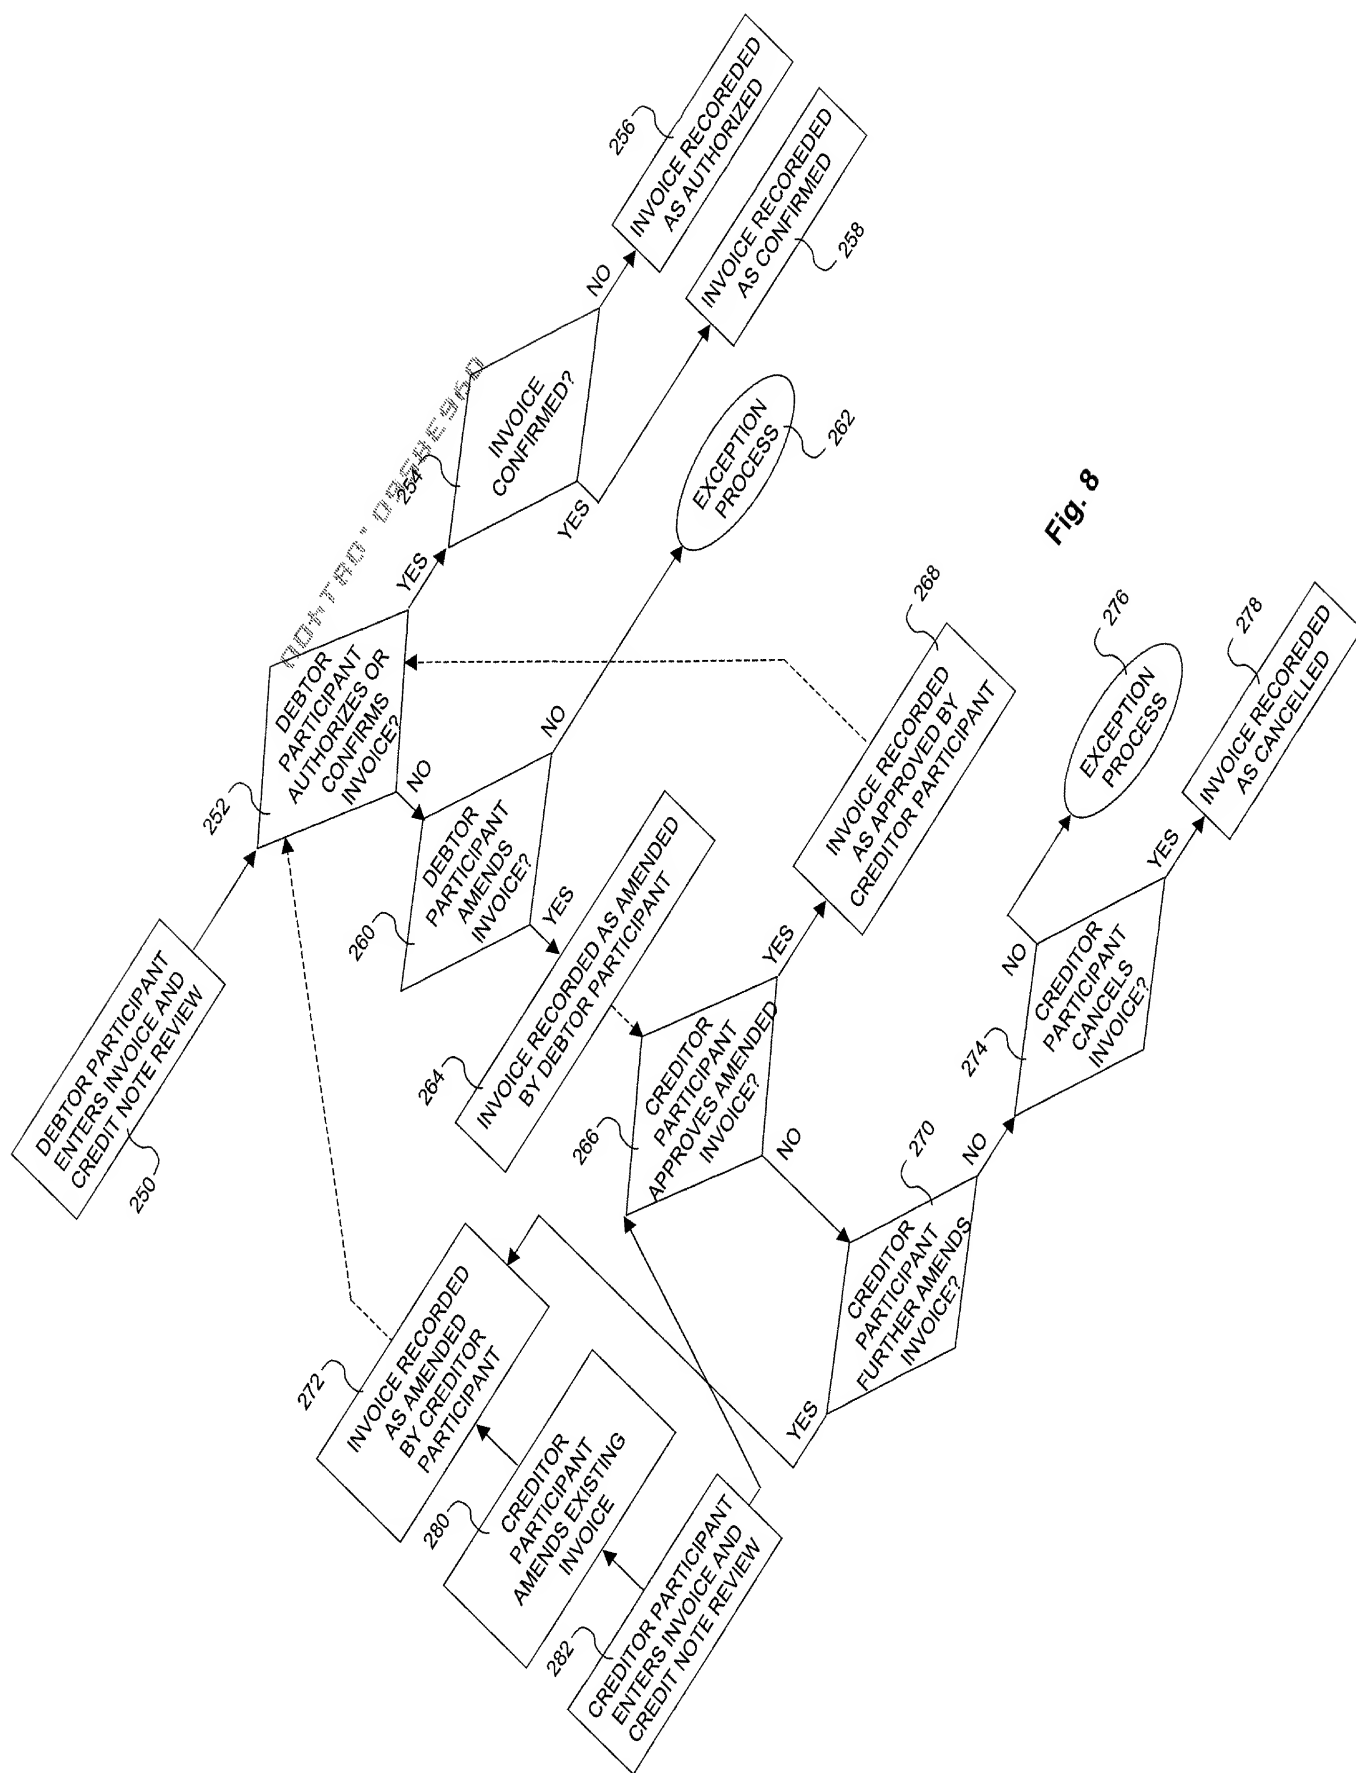 DEBTOR PARTICIPANT
ENTERS INVOICE AND
CREDIT NOTE REVIEW
250
252
DEBTOR
PARTICIPANT
AUTHORIZES OR
CONFIRMS
INVOICE?
YES
NO
254
INVOICE
CONFIRMED?
NO
YES
256
INVOICE RECOREDED
AS AUTHORIZED
INVOICE RECOREDED
AS CONFIRMED
258
260
DEBTOR
PARTICIPANT
AMENDS
INVOICE?
NO
YES
EXCEPTION
PROCESS
262
264
INVOICE RECORDED AS AMENDED
BY DEBTOR PARTICIPANT
266
CREDITOR
PARTICIPANT
APPROVES AMENDED
INVOICE?
YES
NO
268
INVOICE RECORDED
AS APPROVED BY
CREDITOR PARTICIPANT
270
CREDITOR
PARTICIPANT
FURTHER AMENDS
INVOICE?
NO
YES
272
INVOICE RECORDED
AS AMENDED
BY CREDITOR
PARTICIPANT
274
CREDITOR
PARTICIPANT
CANCELS
INVOICE?
NO
YES
276
EXCEPTION
PROCESS
278
INVOICE RECOREDED
AS CANCELLED
280
CREDITOR
PARTICIPANT
AMENDS EXISTING
INVOICE
282
CREDITOR PARTICIPANT
ENTERS INVOICE AND
CREDIT NOTE REVIEW
Fig. 8